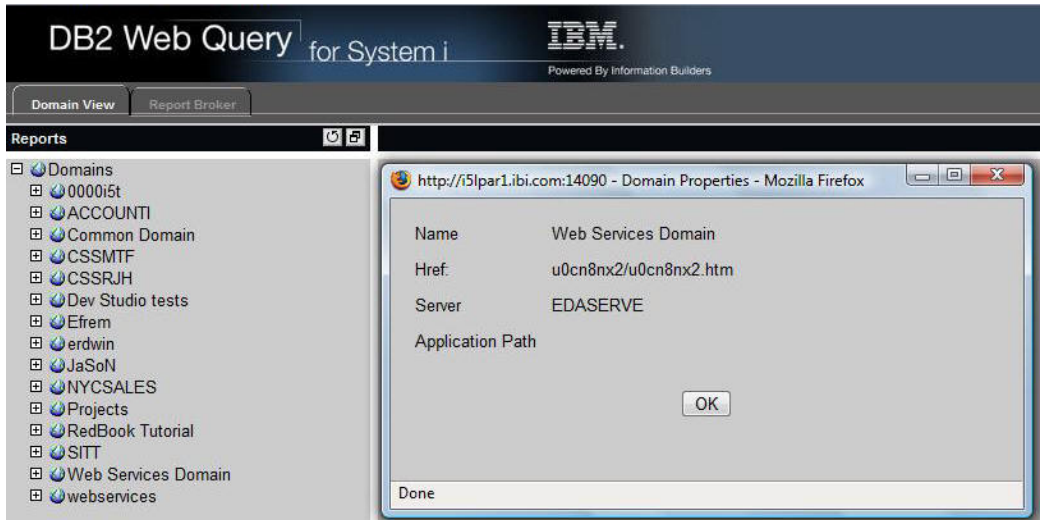 DB2 Web Query for System i
IBM.
Powered By Information Builders
Domain View
Report Broker
Reports
Domains
0000i5t
ACCOUNTI
Common Domain
CSSMTF
CSSRJH
Dev Studio tests
Efrem
erdwin
JaSoN
NYCSALES
Projects
RedBook Tutorial
SITT
Web Services Domain
webservices
http://i5lpar1.ibi.com:14090 - Domain Properties - Mozilla Firefox
Name Web Services Domain
Href: u0cn8nx2/u0cn8nx2.htm
Server EDASERVE
Application Path
OK
Done